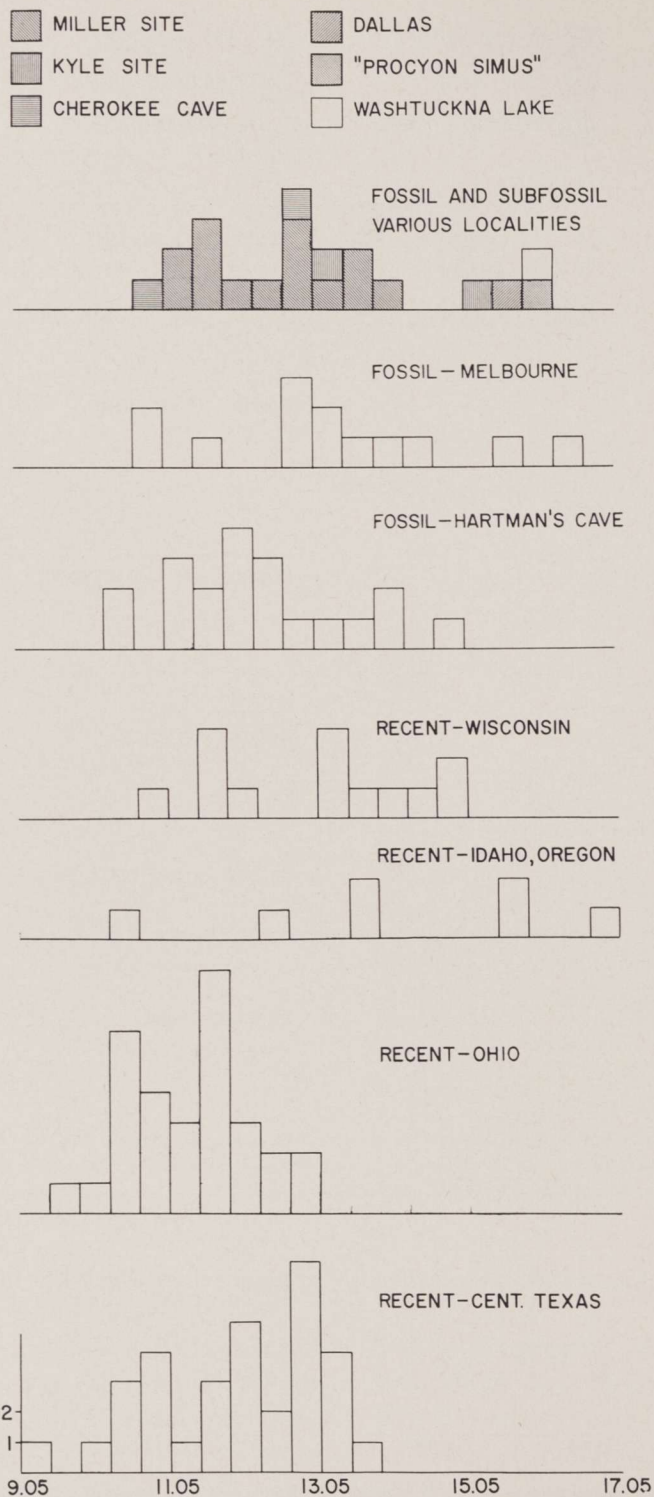 MILLER SITE
KYLE SITE
CHEROKEE CAVE
DALLAS
"PROCYON SIMUS"
WASHTUCKNA LAKE
FOSSIL AND SUBFOSSIL
VARIOUS LOCALITIES
FOSSIL—MELBOURNE
FOSSIL—HARTMAN'S CAVE
RECENT—WISCONSIN
RECENT—IDAHO, OREGON
RECENT—OHIO
RECENT—CENT. TEXAS
2
1
9.05 11.05 13.05 15.05 17.05